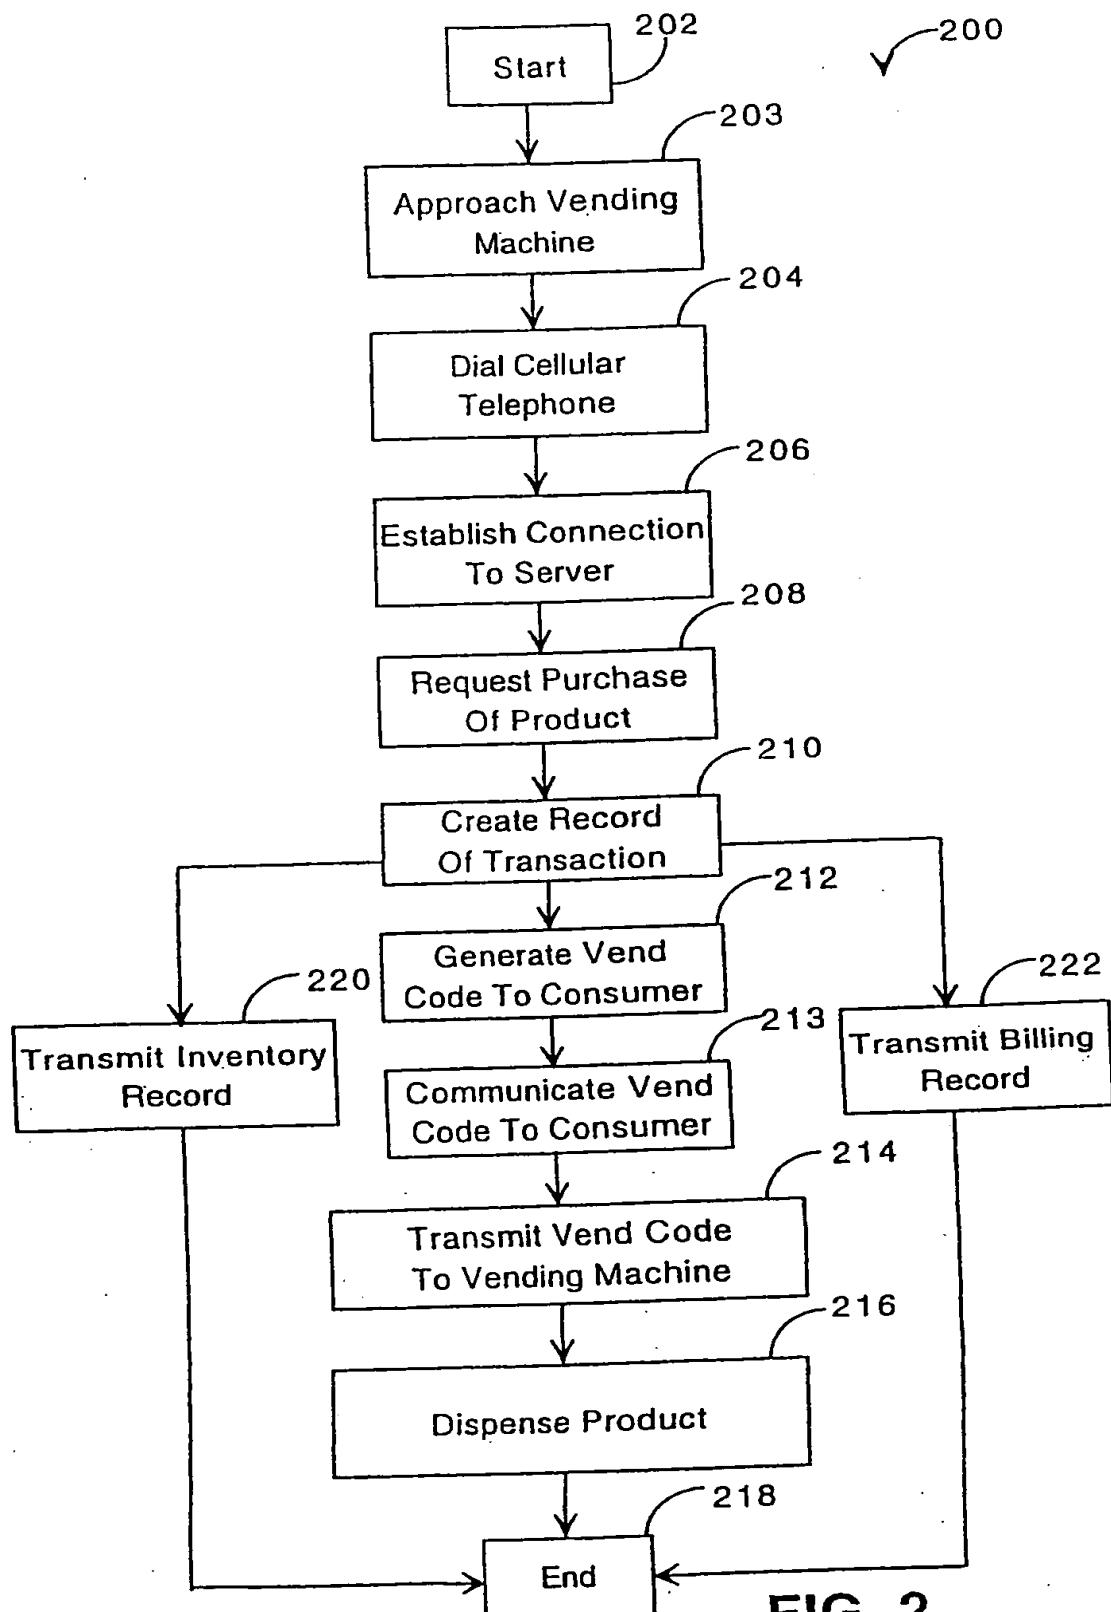 202
200
Start
203
Approach Vending
Machine
204
Dial Cellular
Telephone
206
Establish Connection
To Server
208
Request Purchase
Of Product
210
Create Record
Of Transaction
212
Generate Vend
Code To Consumer
220
222
213
Transmit Inventory
Record
Communicate Vend
Code To Consumer
Transmit Billing
Record
214
Transmit Vend Code
To Vending Machine
216
Dispense Product
218
End
FIG. 2